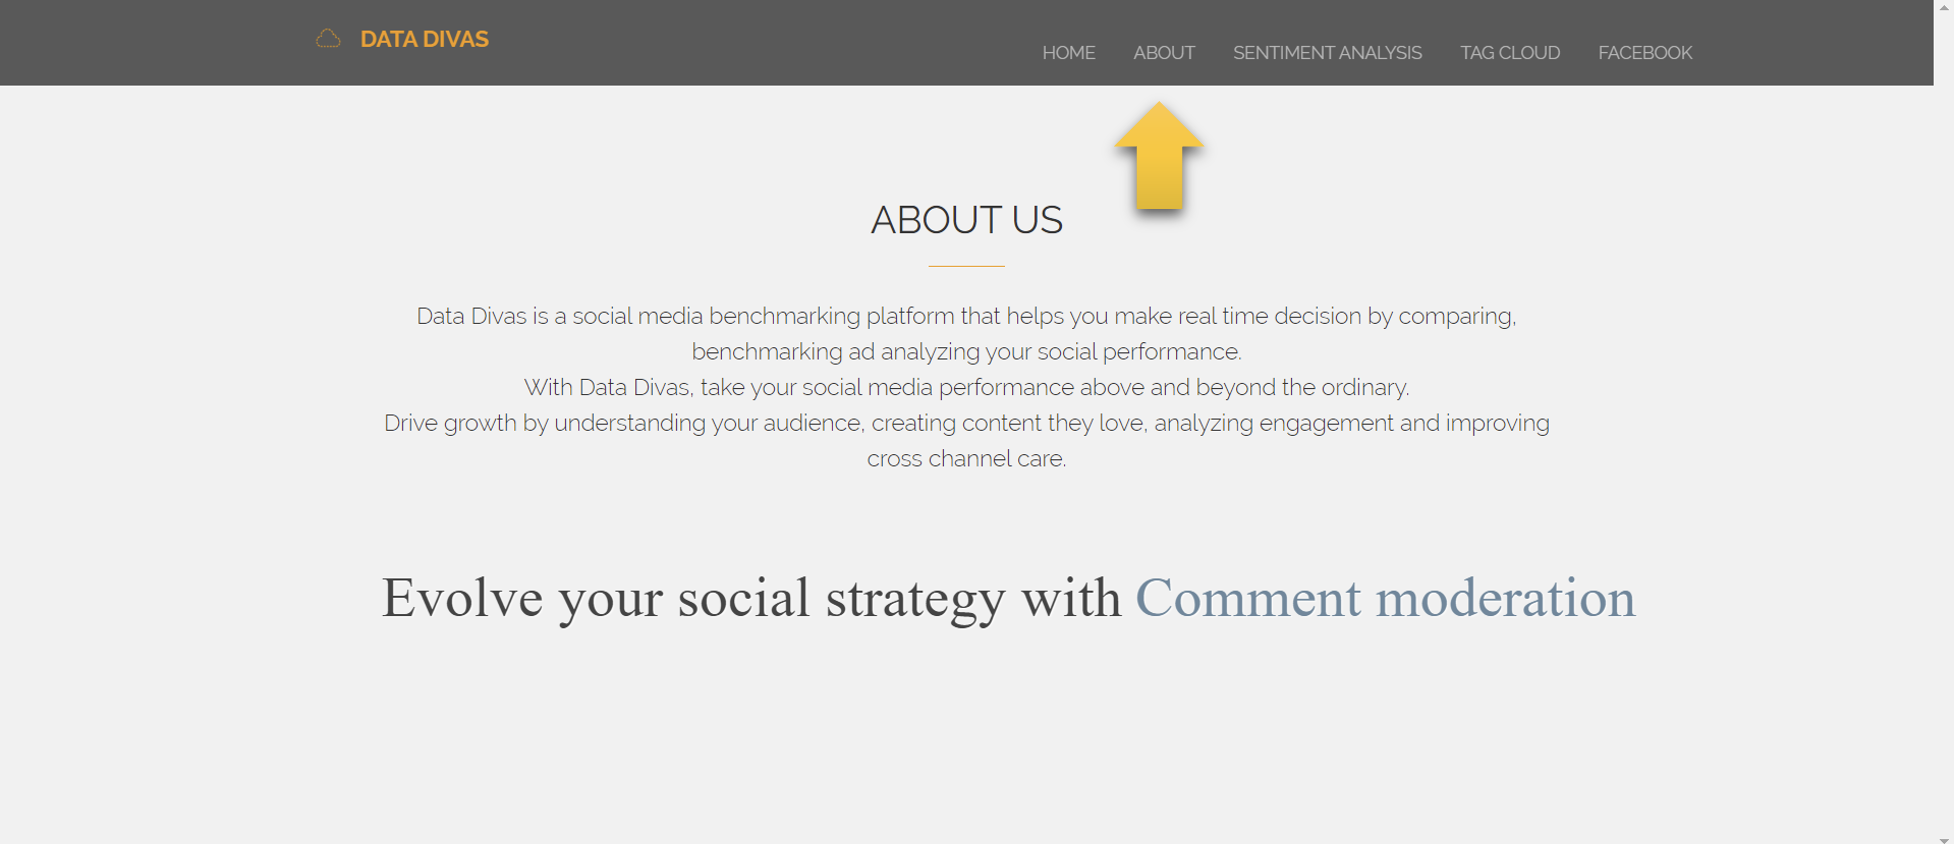 DATA DIVAS
HOME ABOUT SENTIMENT ANALYSIS TAG CLOUD FACEBOOK
ABOUT US
Data Divas is a social media benchmarking platform that helps you make real time decision by comparing,
benchmarking ad analyzing your social performance.
With Data Divas, take your social media performance above and beyond the ordinary.
Drive growth by understanding your audience, creating content they love, analyzing engagement and improving
cross channel care.
Evolve your social strategy with Comment moderation